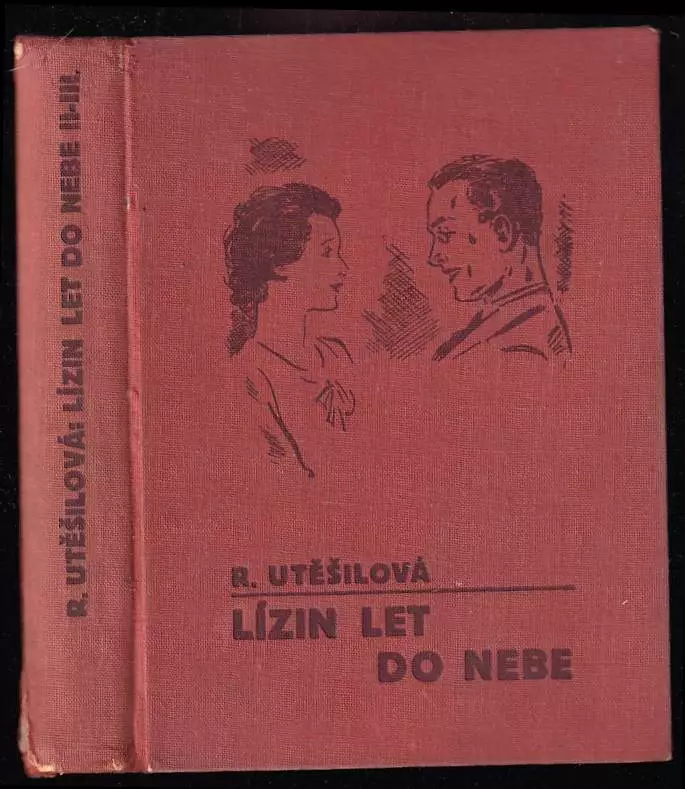 R. UTĚŠILOVÁ: LÍZIN LET DO NEBE II-III.
R. UTĚŠILOVÁ
LÍZIN LET
DO NEBE